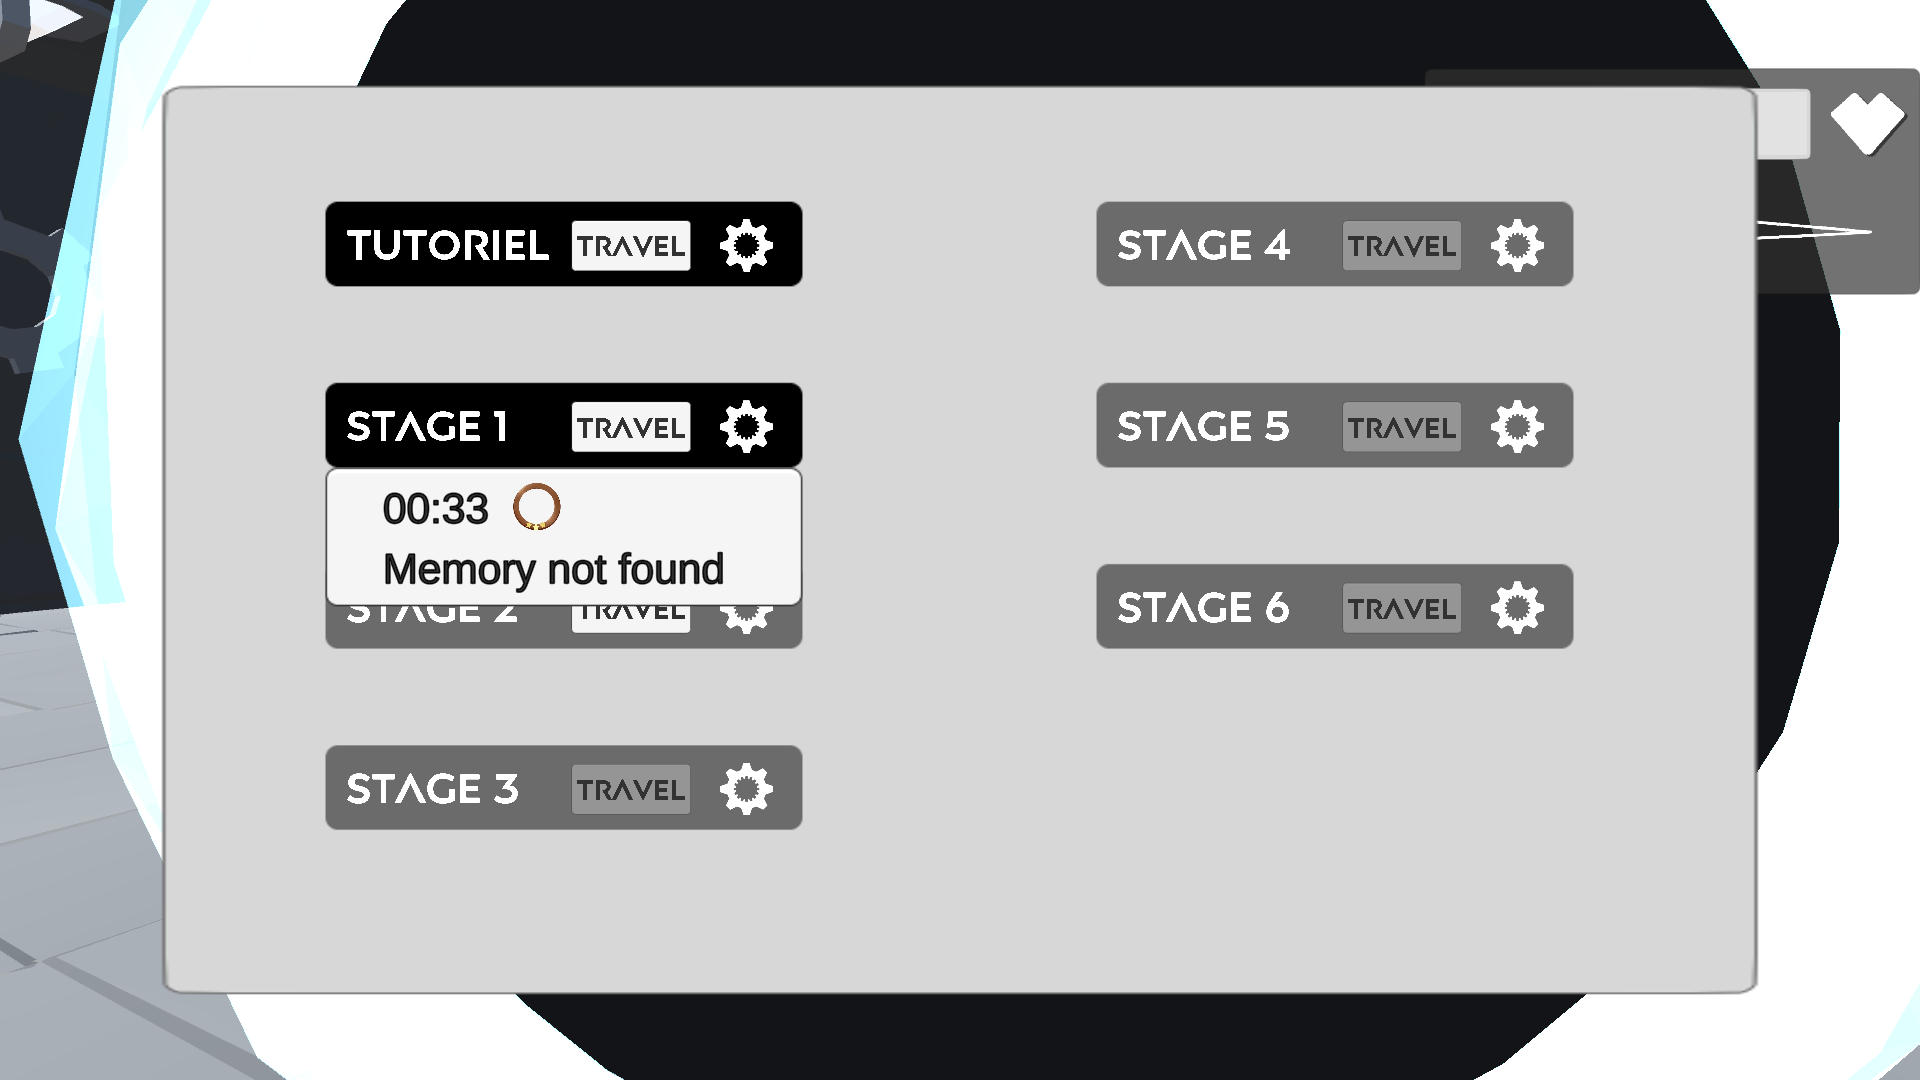 TUTORIEL TRAVEL
STAGE 1 TRAVEL
00:33
Memory not found
STAGE 2 TRAVEL
STAGE 3 TRAVEL
STAGE 4 TRAVEL
STAGE 5 TRAVEL
STAGE 6 TRAVEL